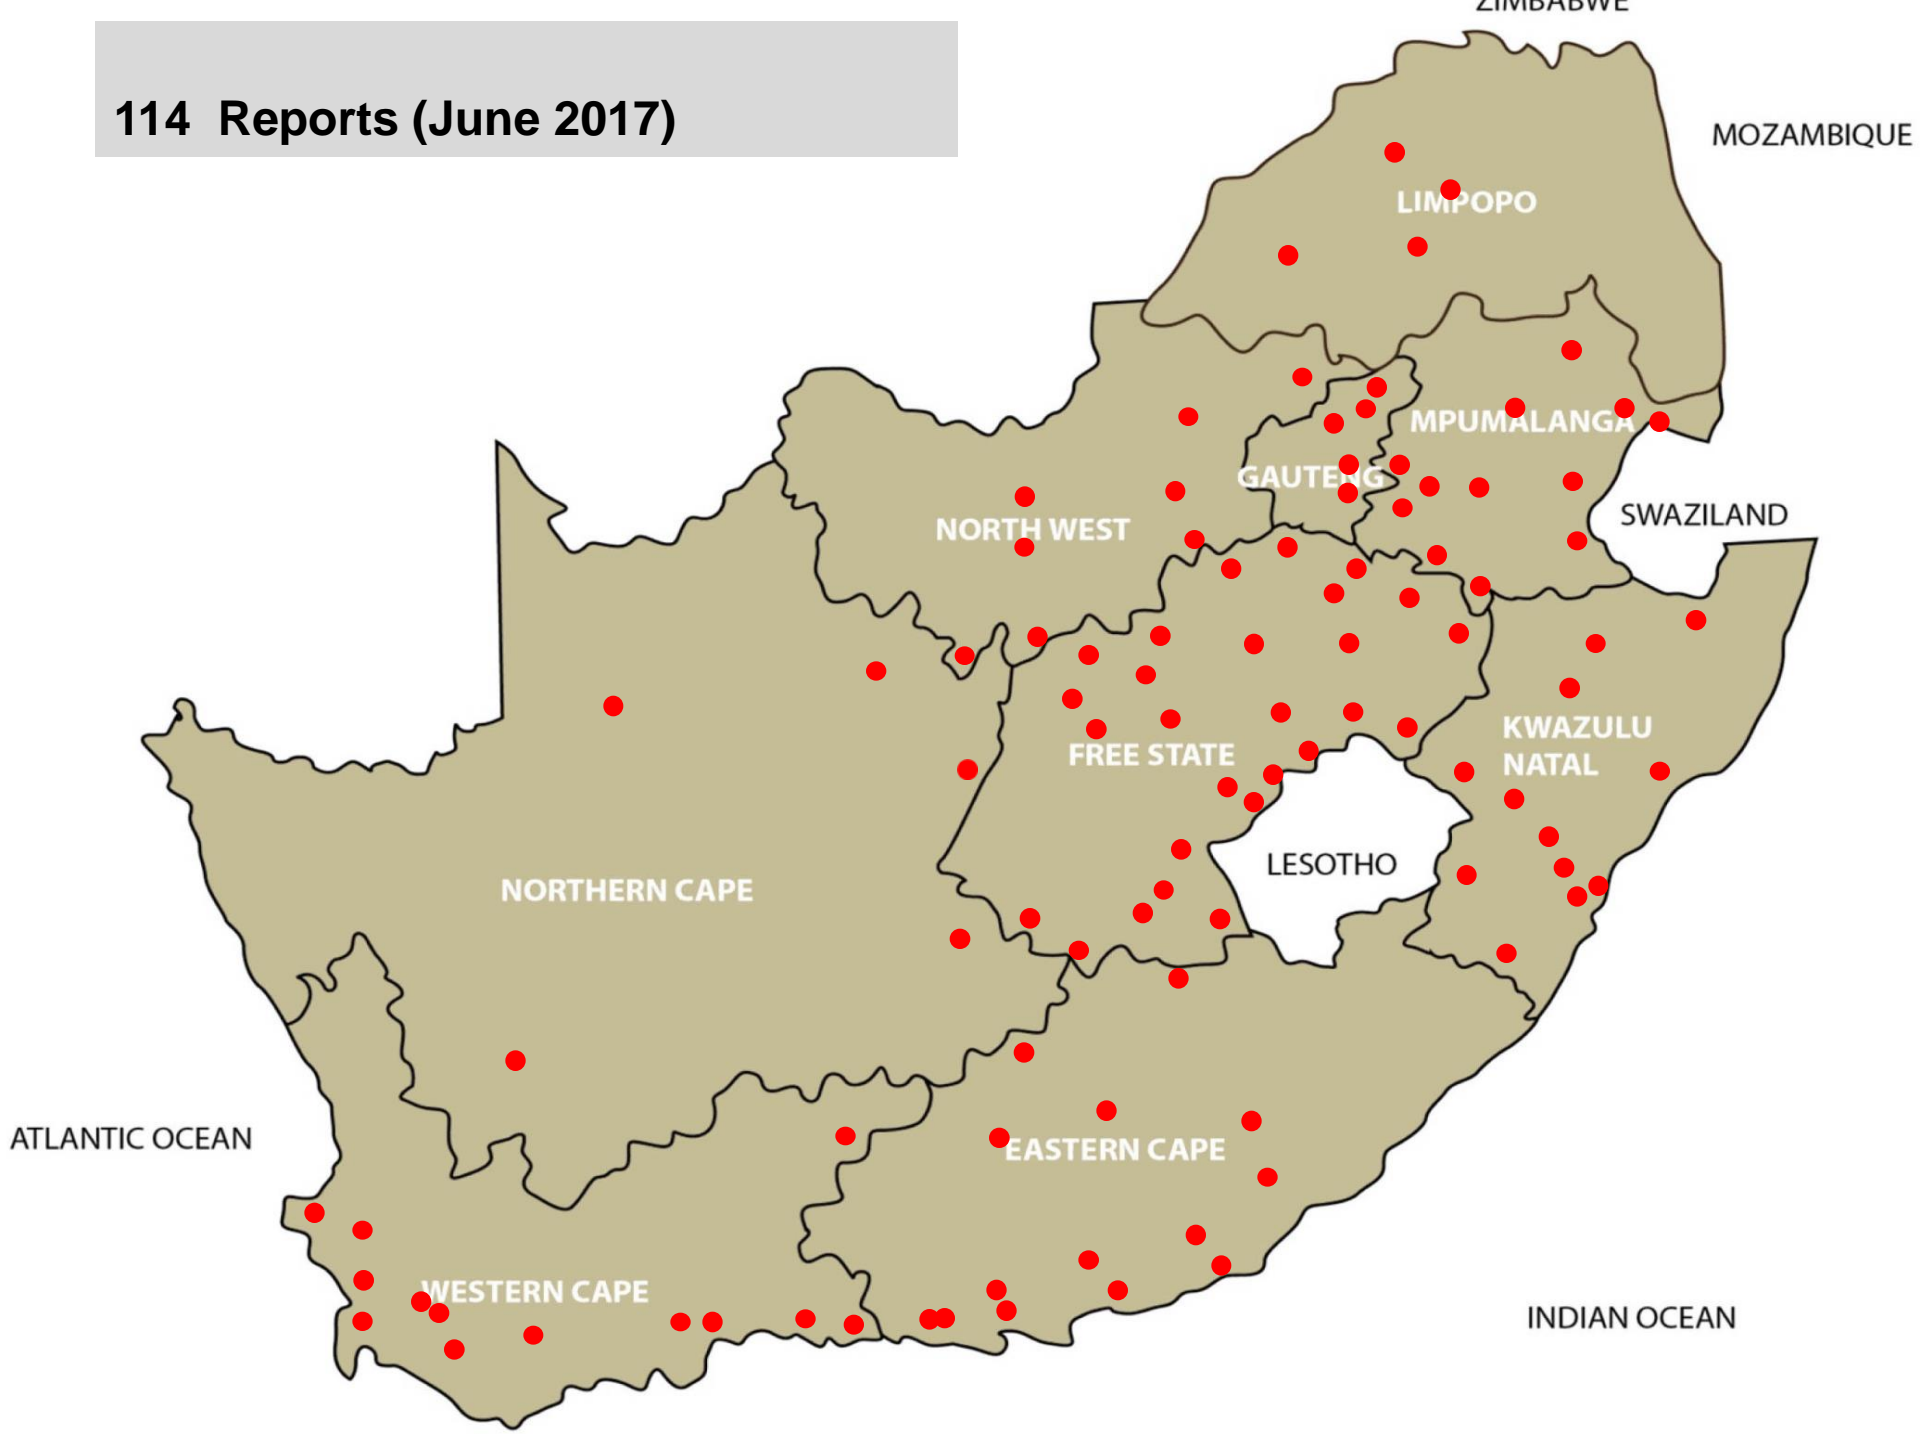 ZIMBABWE
114 Reports (June 2017)
MOZAMBIQUE
LIMPOPO
MPUMALANGA
GAUTENG
SWAZILAND
NORTH WEST
KWAZULU
NATAL
FREE STATE
LESOTHO
NORTHERN CAPE
ATLANTIC OCEAN
EASTERN CAPE
WESTERN CAPE
INDIAN OCEAN